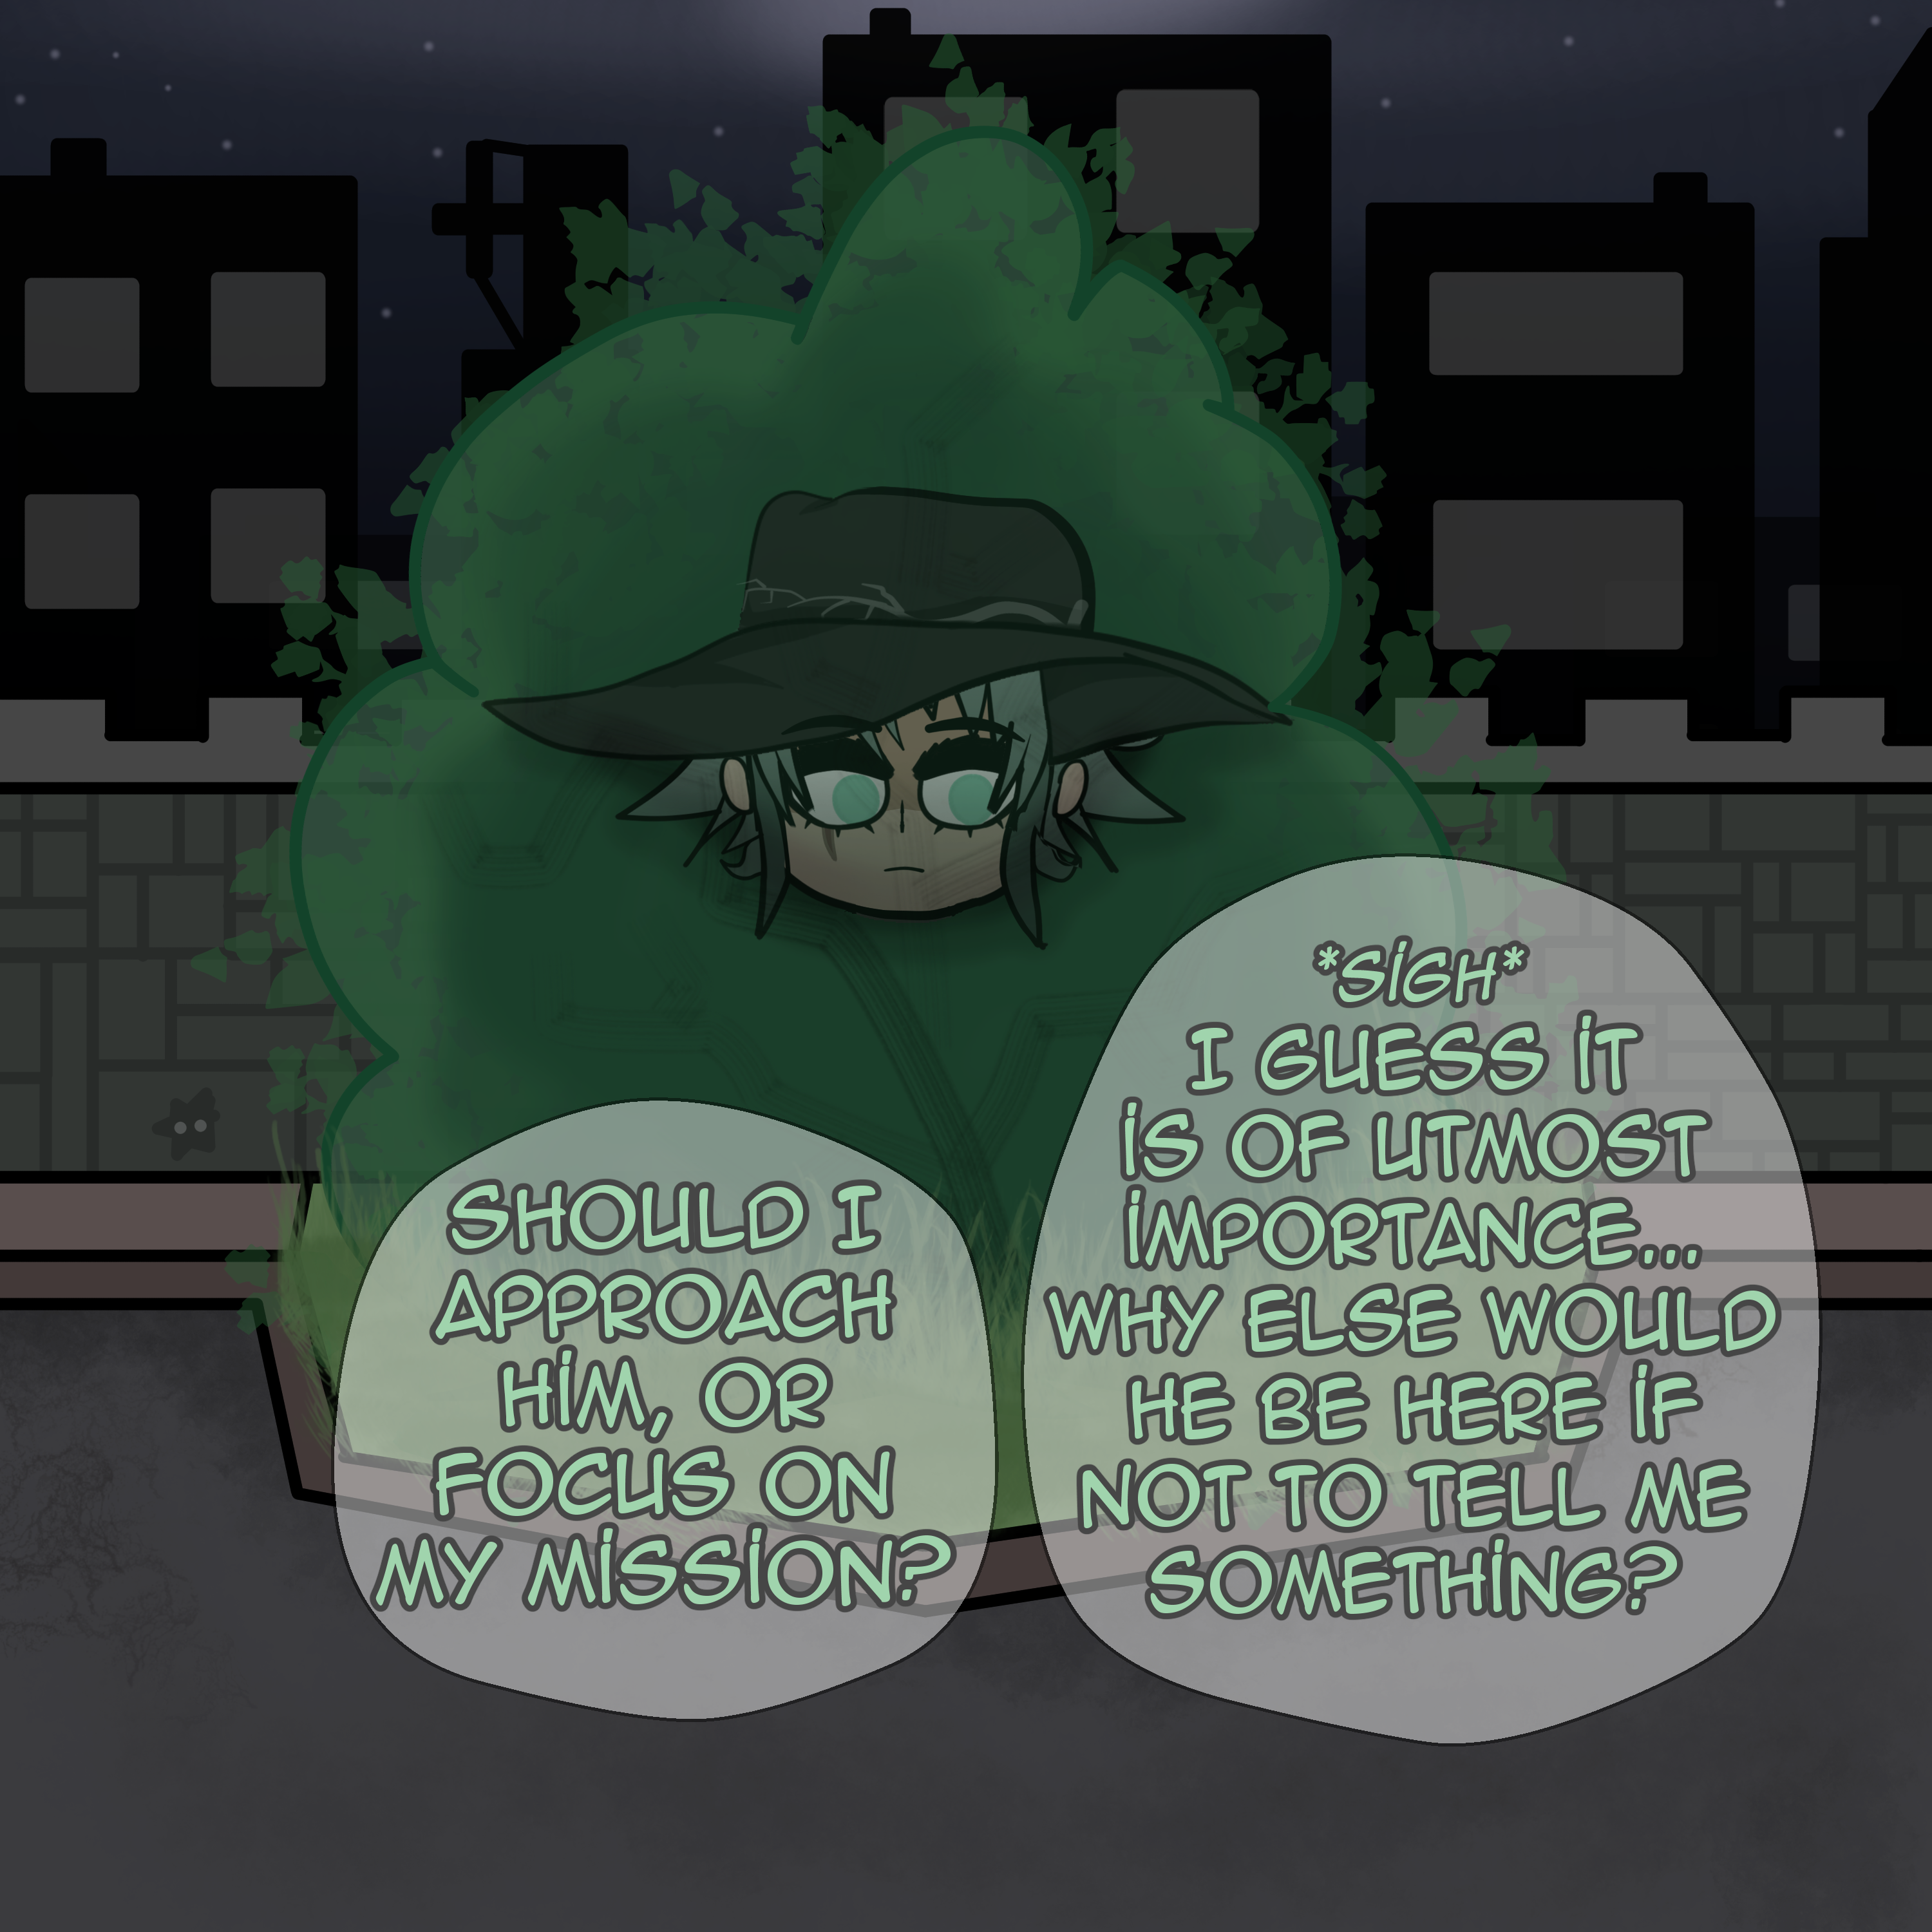 SHOULD I
APPROACH
HIM, OR
FOCUS ON
MY MISSION?
*SIGH*
I GUESS IT
IS OF UTMOST
IMPORTANCE...
WHY ELSE WOULD
HE BE HERE IF
NOT TO TELL ME
SOMETHING?